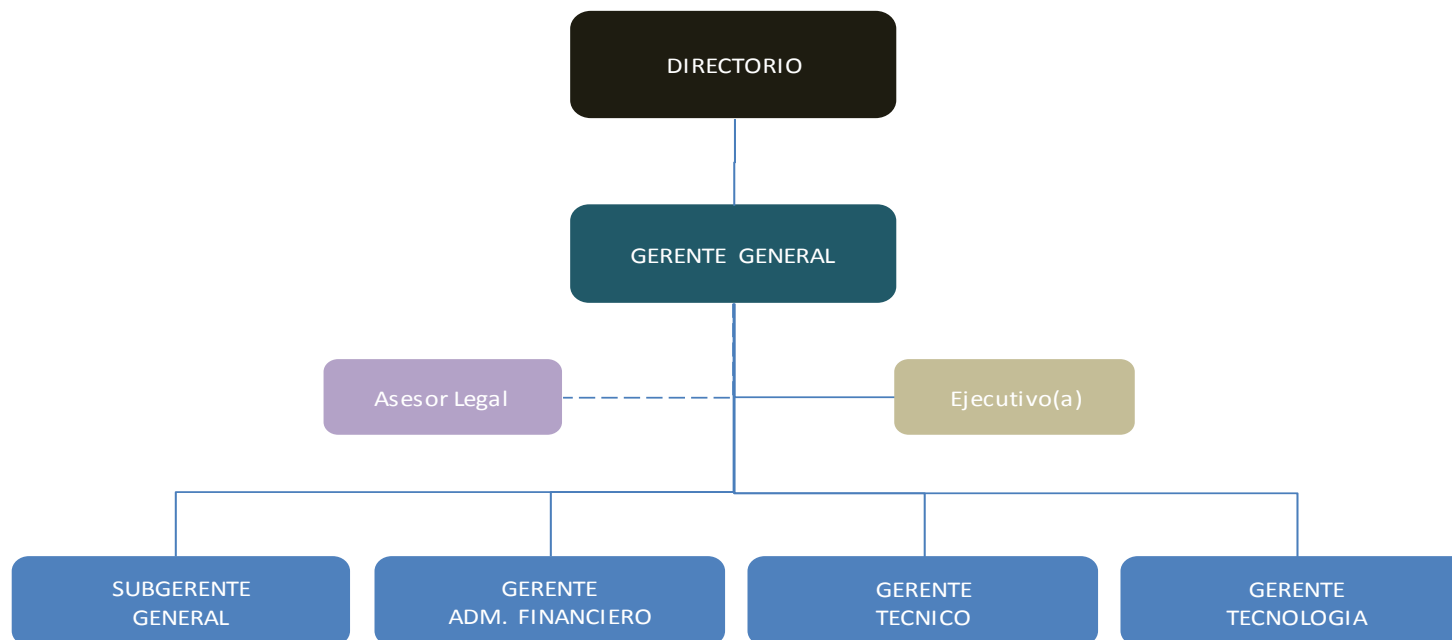 DIRECTORIO
GERENTE GENERAL
Asesor Legal
Ejecutivo(a)
SUBGERENTE
GENERAL
GERENTE
ADM. FINANCIERO
GERENTE
TECNICO
GERENTE
TECNOLOGIA